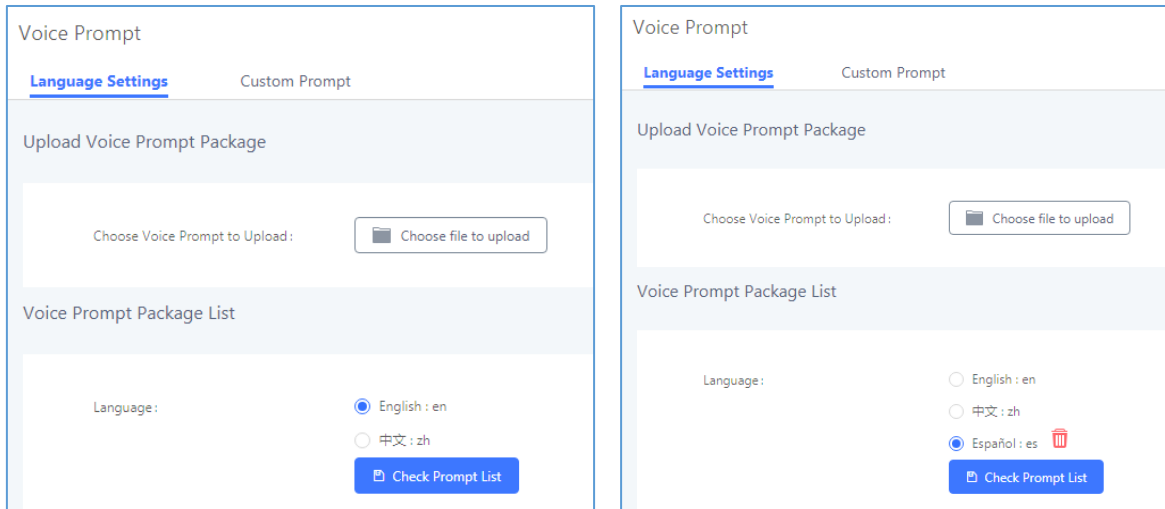 Voice Prompt
Language Settings Custom Prompt
Upload Voice Prompt Package
Choose Voice Prompt to Upload : Choose file to upload
Voice Prompt Package List
Language : English : en
中文 : zh
Check Prompt List
Voice Prompt
Language Settings Custom Prompt
Upload Voice Prompt Package
Choose Voice Prompt to Upload : Choose file to upload
Voice Prompt Package List
Language : English : en
中文 : zh
Español : es
Check Prompt List